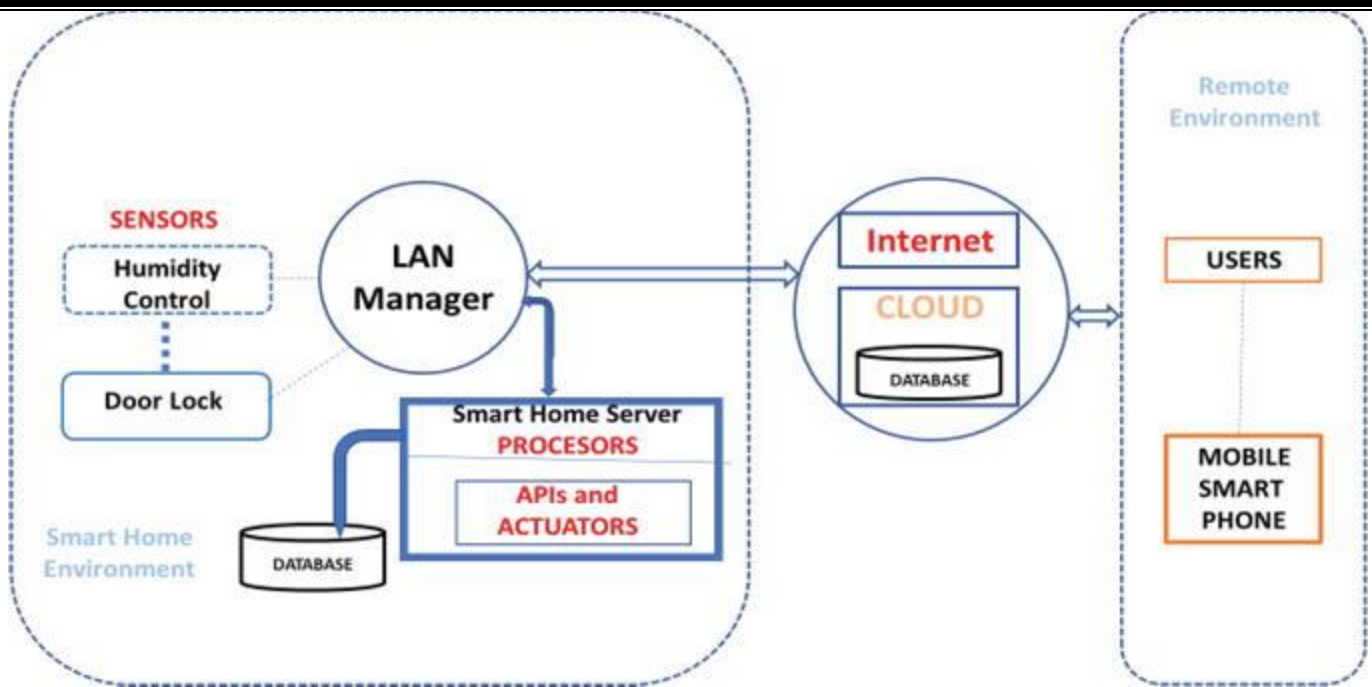 Remote
Environment
SENSORS
Humidity
Control
Door Lock
LAN
Manager
Internet
CLOUD
DATABASE
USERS
MOBILE
SMART
PHONE
Smart Home Server
PROCESORS
APIs and
ACTUATORS
DATABASE
Smart Home
Environment